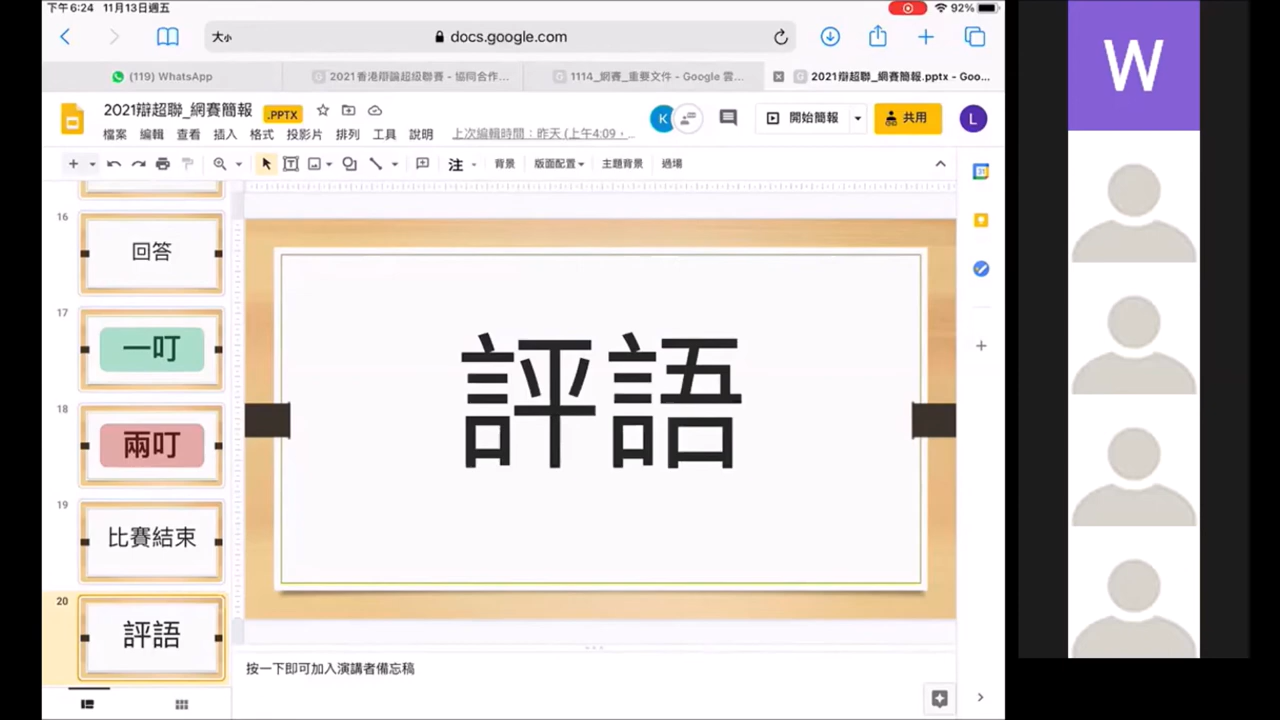 下午6:24 11月13日週五
92%
大小
docs.google.com
(119) WhatsApp
2021香港辯論超級聯賽 - 協同合作...
1114_網賽_重要文件 - Google 雲...
2021辯超聯_網賽簡報.pptx - Goo...
2021辯超聯_網賽簡報 .PPTX
K
開始簡報
共用
L
檔案 編輯 查看 插入 格式 投影片 排列 工具 說明 上次編輯時間：昨天 (上午4:09，...
注 背景 版面配置 主題背景 過場
16
回答
17
一叮
18
兩叮
19
比賽結束
20
評語
評語
按一下即可加入演講者備忘稿
31
W